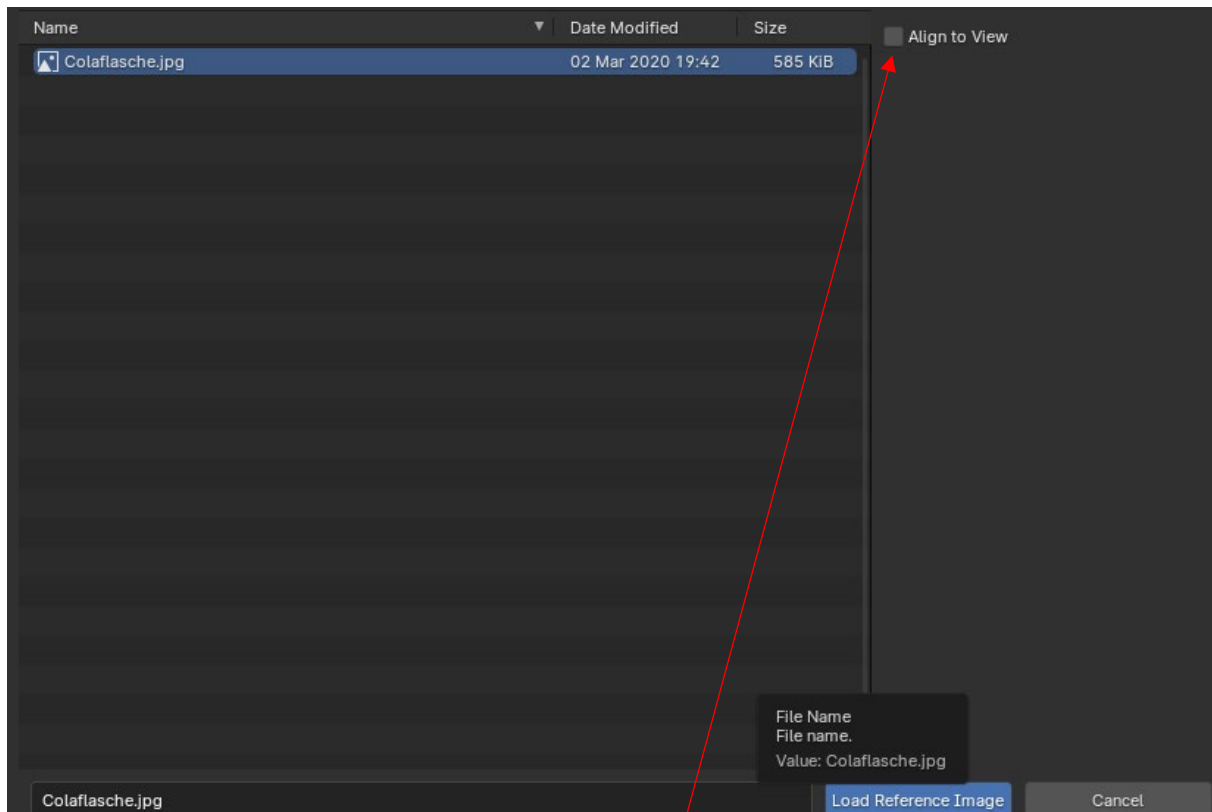 Name Date Modified Size
Align to View
Colaflasche.jpg 02 Mar 2020 19:42 585 KiB
File Name
File name.
Value: Colaflasche.jpg
Colaflasche.jpg Load Reference Image Cancel